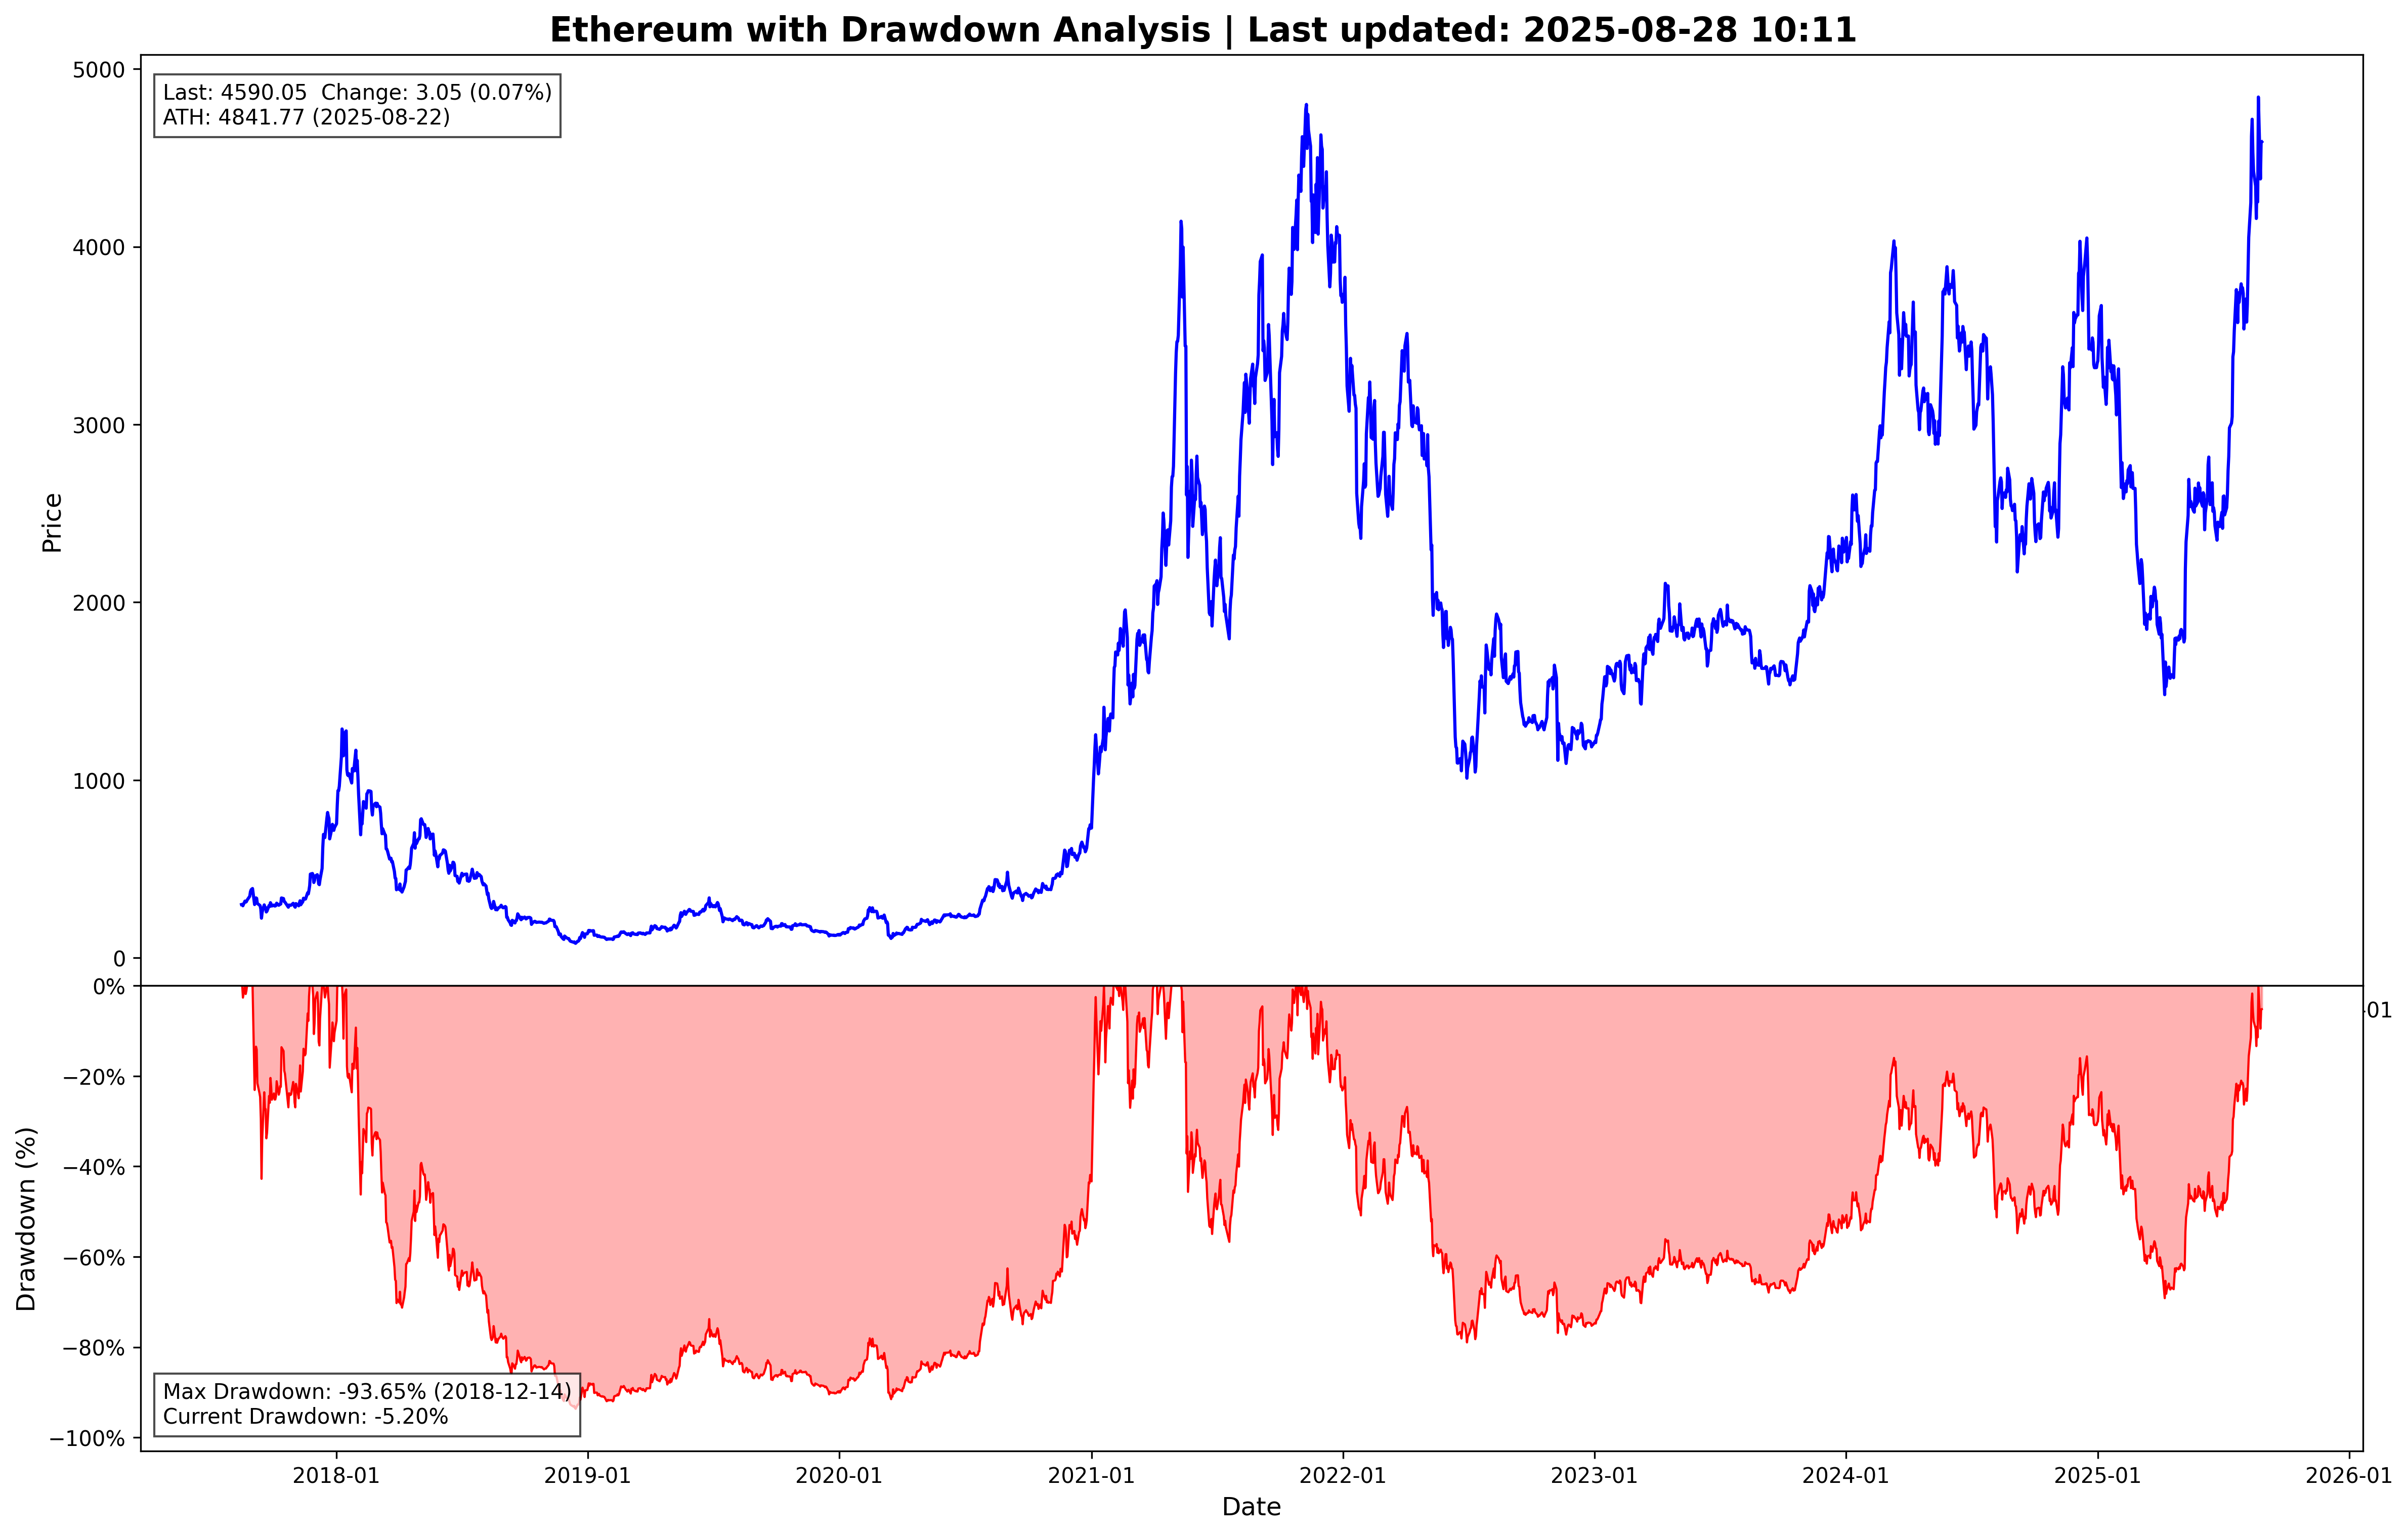 Ethereum with Drawdown Analysis | Last updated: 2025-08-28 10:11
Last: 4590.05  Change: 3.05 (0.07%)
ATH: 4841.77 (2025-08-22)
5000
4000
3000
2000
1000
0
Price
0%
−20%
−40%
−60%
−80%
−100%
Drawdown (%)
01
Max Drawdown: -93.65% (2018-12-14)
Current Drawdown: -5.20%
2018-01
2019-01
2020-01
2021-01
2022-01
2023-01
2024-01
2025-01
2026-01
Date